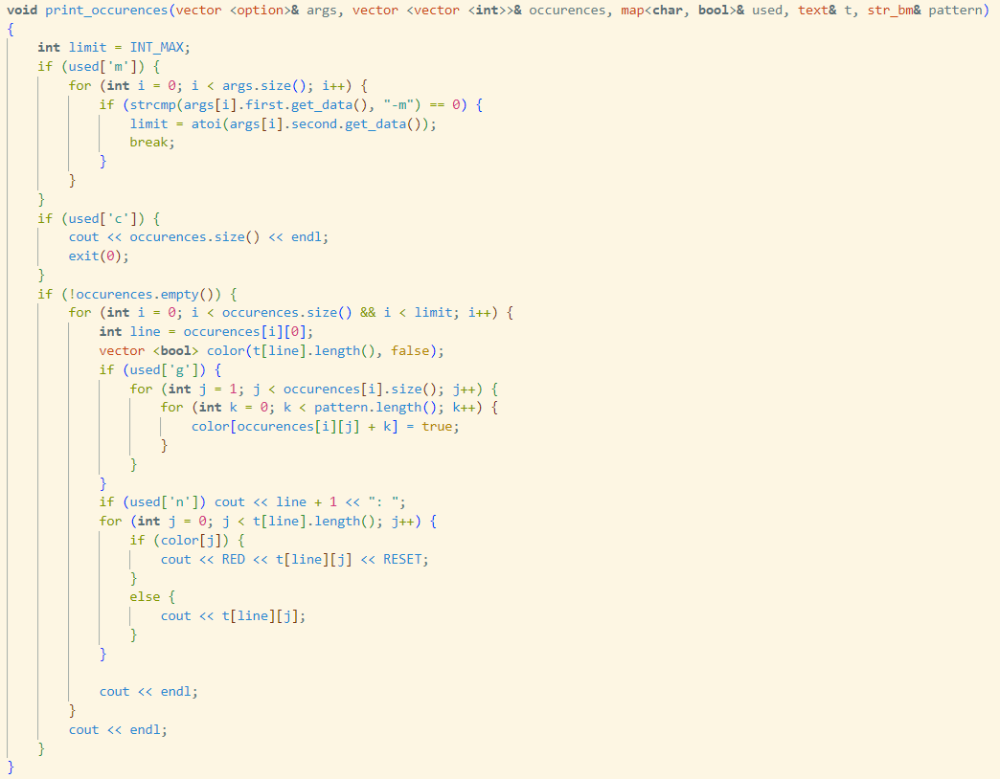 void print_occurences(vector <option>& args, vector <vector <int>>& occurences, map<char, bool>& used, text& t, str_bm& pattern)
{
    int limit = INT_MAX;
    if (used['m']) {
        for (int i = 0; i < args.size(); i++) {
            if (strcmp(args[i].first.get_data(), "-m") == 0) {
                limit = atoi(args[i].second.get_data());
                break;
            }
        }
    }
    if (used['c']) {
        cout << occurences.size() << endl;
        exit(0);
    }
    if (!occurences.empty()) {
        for (int i = 0; i < occurences.size() && i < limit; i++) {
            int line = occurences[i][0];
            vector <bool> color(t[line].length(), false);
            if (used['g']) {
                for (int j = 1; j < occurences[i].size(); j++) {
                    for (int k = 0; k < pattern.length(); k++) {
                        color[occurences[i][j] + k] = true;
                    }
                }
            }
            if (used['n']) cout << line + 1 << ": ";
            for (int j = 0; j < t[line].length(); j++) {
                if (color[j]) {
                    cout << RED << t[line][j] << RESET;
                }
                else {
                    cout << t[line][j];
                }
            }

            cout << endl;
        }
        cout << endl;
    }
}